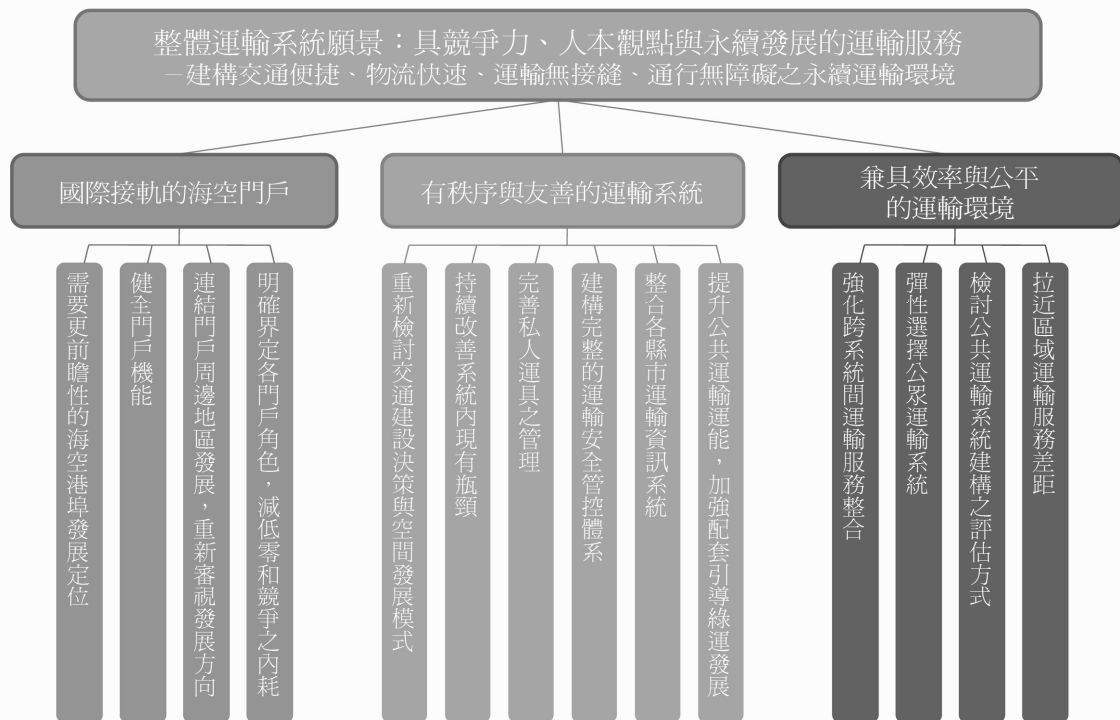 整體運輸系統願景：具競爭力、人本觀點與永續發展的運輸服務
－建構交通便捷、物流快速、運輸無接縫、通行無障礙之永續運輸環境
國際接軌的海空門戶
有秩序與友善的運輸系統
兼具效率與公平
的運輸環境
需要更前瞻性的海空港埠發展定位
健全門戶機能
連結門戶周邊地區發展，重新審視發展方向
明確界定各門戶角色，減低零和競爭之內耗
重新檢討交通建設決策與空間發展模式
持續改善系統內現有瓶頸
完善私人運具之管理
建構完整的運輸安全管控體系
整合各縣市運輸資訊系統
提升公共運輸運能，加強配套引導綠運發展
強化跨系統間運輸服務整合
彈性選擇公眾運輸系統
檢討公共運輸系統建構之評估方式
拉近區域運輸服務差距